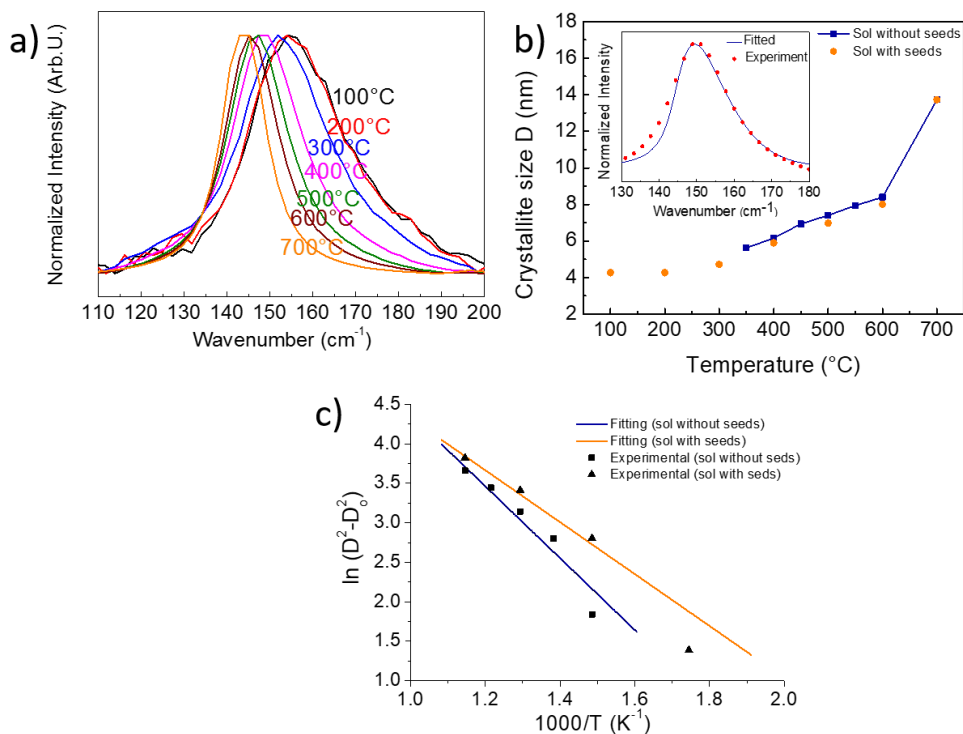 a)
Normalized Intensity (Arb.U.)
100°C
200°C
300°C
400°C
500°C
600°C
700°C
110 120 130 140 150 160 170 180 190 200
Wavenumber (cm-1)
b)
Crystallite size D (nm)
18
16
14
12
10
8
6
4
2
Sol without seeds
Sol with seeds
Normalized Intensity
Fitted
Experiment
130 140 150 160 170 180
Wavenumber (cm-1)
100 200 300 400 500 600 700
Temperature (°C)
c)
ln (D2-Do2)
4.5
4.0
3.5
3.0
2.5
2.0
1.5
1.0
Fitting (sol without seeds)
Fitting (sol with seeds)
Experimental (sol without seds)
Experimental (sol with seds)
1.0 1.2 1.4 1.6 1.8 2.0
1000/T (K-1)